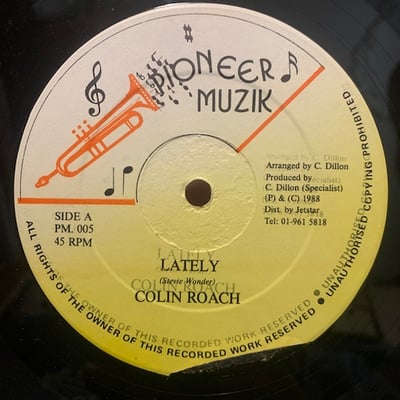 PIONEER
MUZIK
SIDE A
PM. 005
45 RPM
Arranged by C. Dillon
Produced by
C. Dillon (Specialist)
(P) & (C) 1988
Dist. by Jetstar
Tel: 01-961 5818
LATELY
(Stevie Wonder)
COLIN ROACH
ALL RIGHTS OF THE OWNER OF THIS WORK RESERVED ● UNAUTHORISED COPYING PROHIBITED.